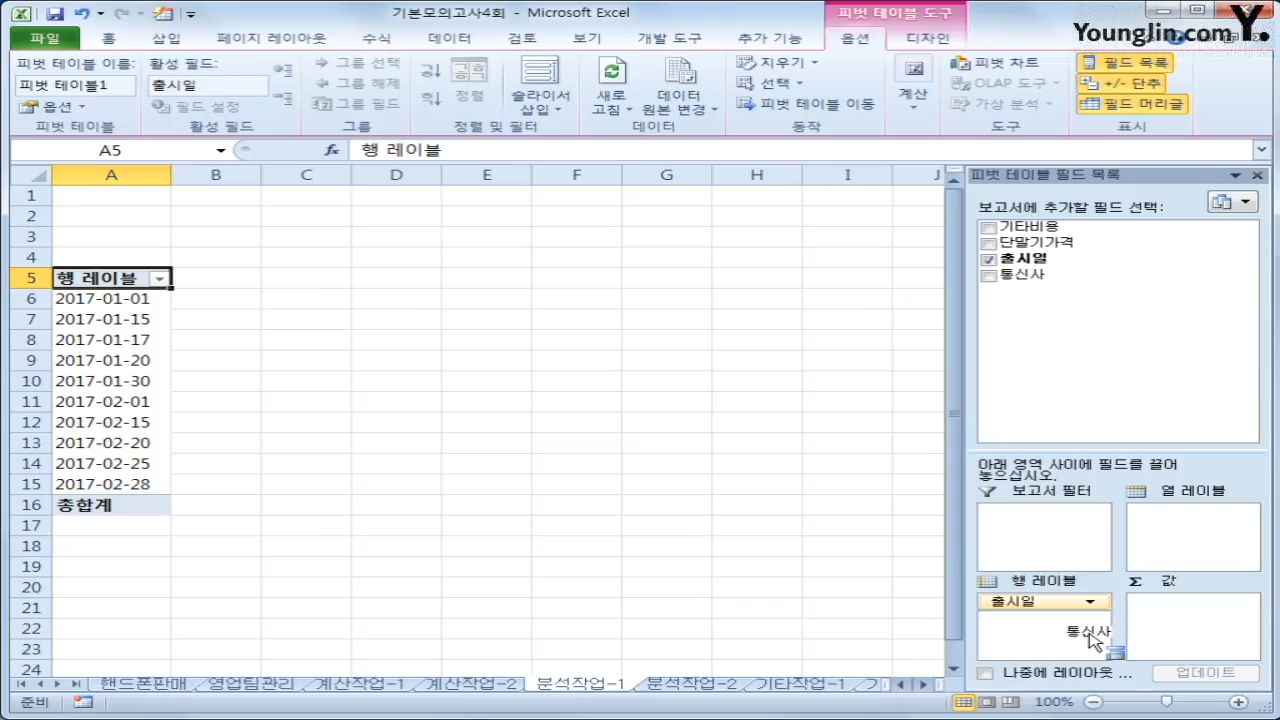 기본모의고사4회 - Microsoft Excel
피벗 테이블 도구
Younglin.com Y.
파일 홈 삽입 페이지 레이아웃 수식 데이터 검토 보기 개발 도구 추가 기능 옵션 디자인
피벗 테이블 이름:
피벗 테이블1
옵션
피벗 테이블
활성 필드:
출시일
필드 설정
활성 필드
그룹 선택
그룹 해제
그룹 필드
그룹
정렬
슬라이서
삽입
정렬 및 필터
새로
고침
데이터
원본 변경
데이터
지우기
선택
피벗 테이블 이동
동작
계산
피벗 차트
OLAP 도구
가상 분석
도구
필드 목록
+/- 단추
필드 머리글
표시
A5 fx 행 레이블
A B C D E F G H I J
1
2
3
4
5 행 레이블
6 2017-01-01
7 2017-01-15
8 2017-01-17
9 2017-01-20
10 2017-01-30
11 2017-02-01
12 2017-02-15
13 2017-02-20
14 2017-02-25
15 2017-02-28
16 총합계
17
18
19
20
21
22
23
24
피벗 테이블 필드 목록
보고서에 추가할 필드 선택:
기타비용
단말기가격
출시일
통신사
아래 영역 사이에 필드를 끌어
놓으십시오.
보고서 필터 열 레이블
행 레이블 Σ 값
출시일
통신사
나중에 레이아웃 ... 업데이트
핸드폰판매 영업팀관리 계산작업-1 계산작업-2 분석작업-1 분석작업-2 기타작업-1
준비 100%